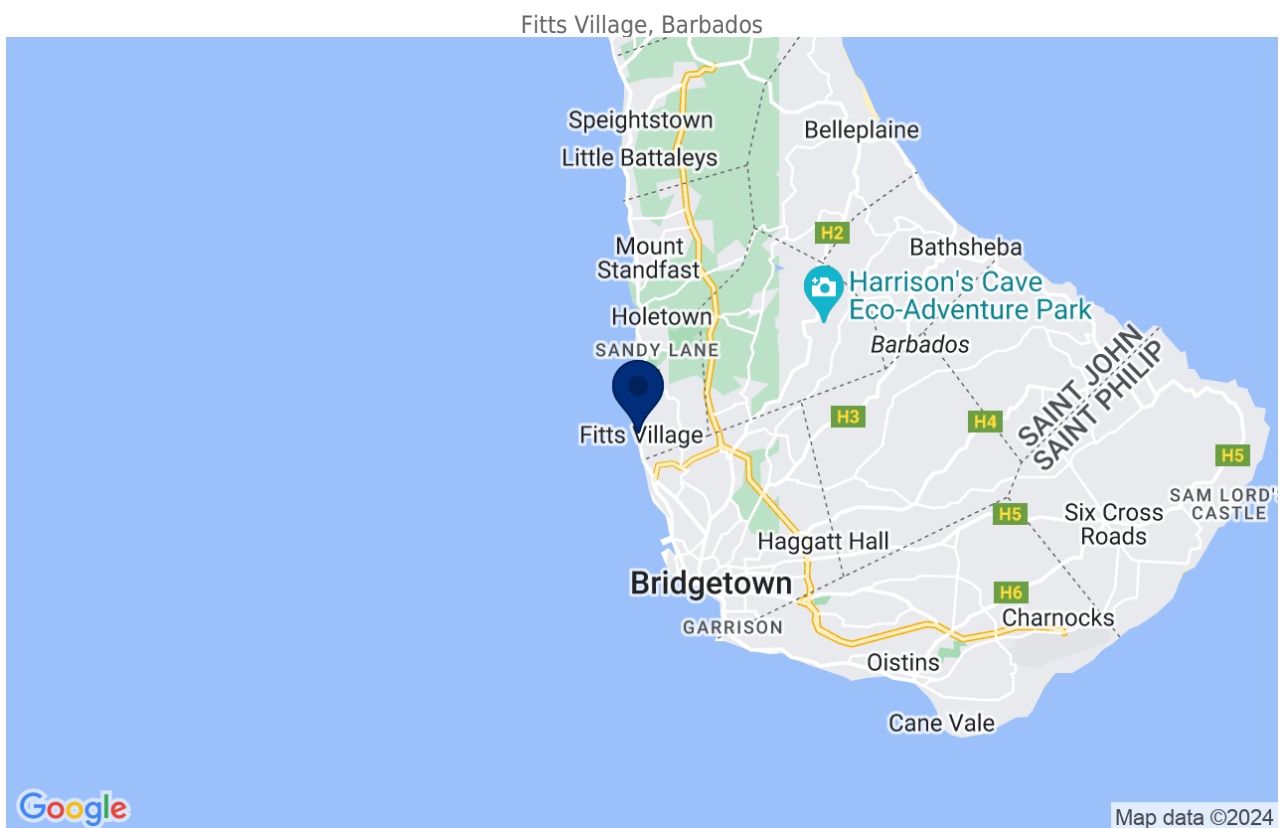 Fitts Village, Barbados
Speightstown
Belleplaine
Little Battaleys
H2
Mount
Standfast
Bathsheba
Harrison's Cave
Eco-Adventure Park
Holetown
Barbados
SANDY LANE
SAINT JOHN
SAINT PHILIP
H3
H4
Fitts Village
H5
SAM LORD'S
CASTLE
H5
Six Cross
Roads
Haggatt Hall
Bridgetown
H6
Charnocks
GARRISON
Oistins
Cane Vale
Google
Map data ©2024